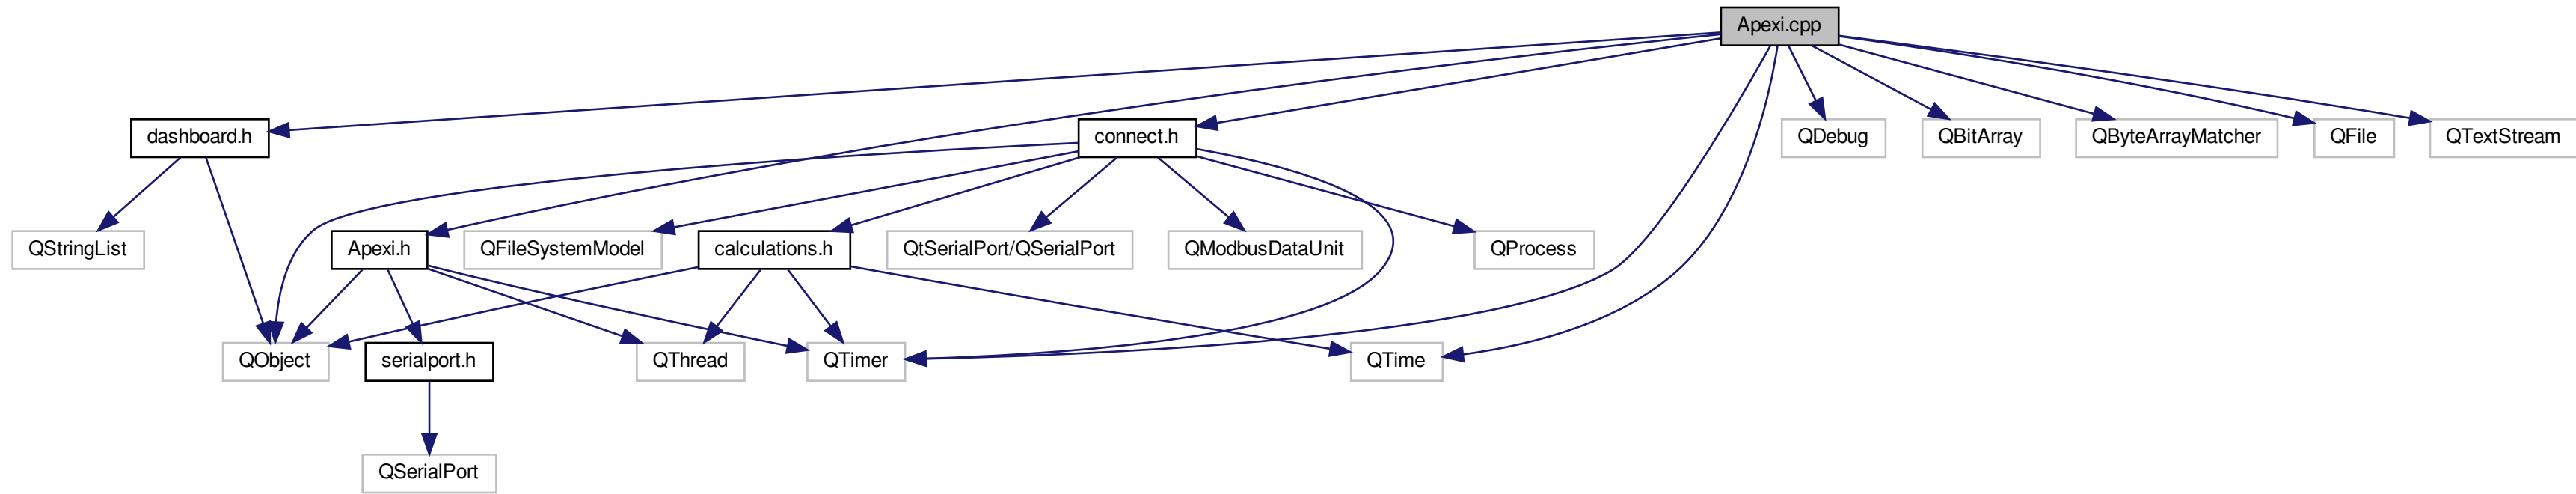 Apexi.cpp
dashboard.h
connect.h
QDebug
QBitArray
QByteArrayMatcher
QFile
QTextStream
QStringList
Apexi.h
QFileSystemModel
calculations.h
QtSerialPort/QSerialPort
QModbusDataUnit
QProcess
QObject
serialport.h
QThread
QTimer
QTime
QSerialPort